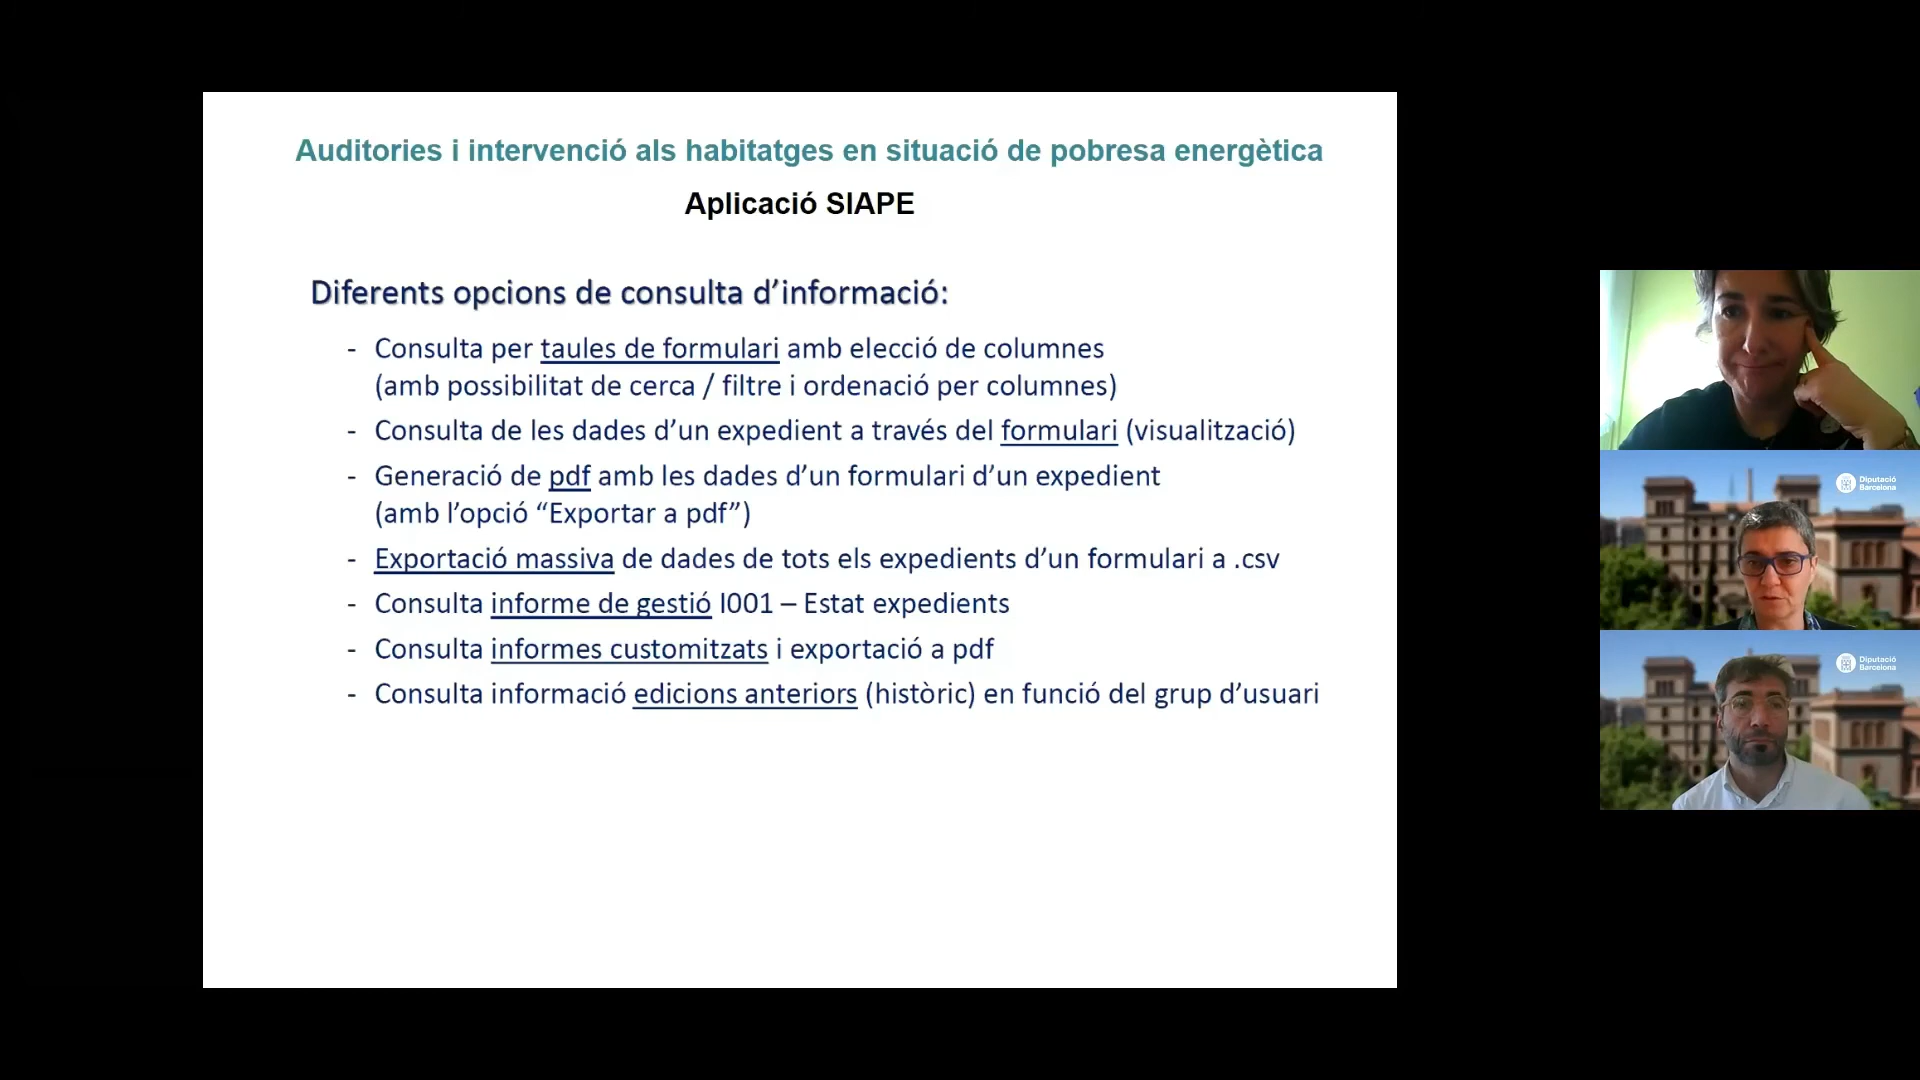 Auditories i intervenció als habitatges en situació de pobresa energètica
Aplicació SIAPE
Diferents opcions de consulta d’informació:
- Consulta per taules de formulari amb elecció de columnes
(amb possibilitat de cerca / filtre i ordenació per columnes)
- Consulta de les dades d’un expedient a través del formulari (visualització)
- Generació de pdf amb les dades d’un formulari d’un expedient
(amb l’opció “Exportar a pdf”)
- Exportació massiva de dades de tots els expedients d’un formulari a .csv
- Consulta informe de gestió I001 – Estat expedients
- Consulta informes customitzats i exportació a pdf
- Consulta informació edicions anteriors (històric) en funció del grup d’usuari
Diputació
Barcelona
Diputació
Barcelona